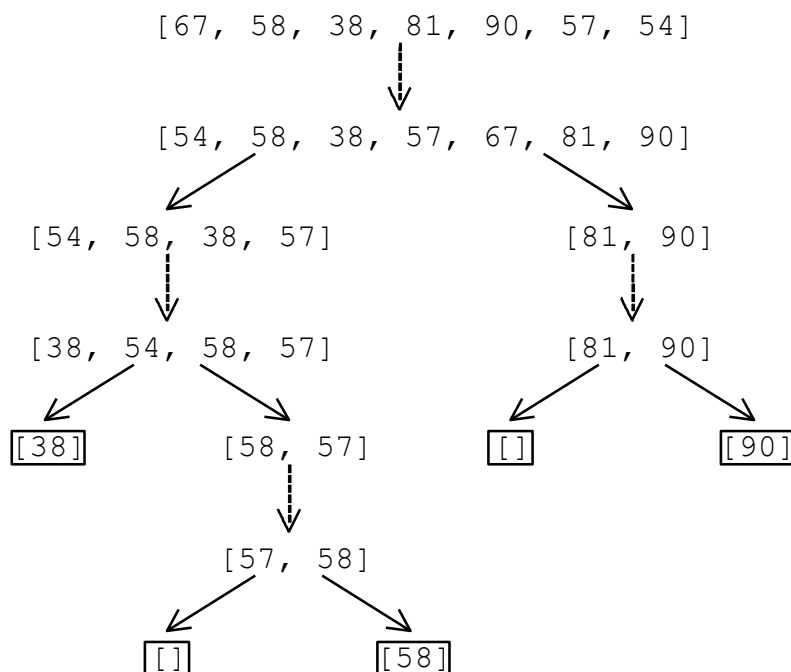 [67, 58, 38, 81, 90, 57, 54]
[54, 58, 38, 57, 67, 81, 90]
[54, 58, 38, 57]
[81, 90]
[38, 54, 58, 57]
[81, 90]
[38]
[58, 57]
[]
[90]
[57, 58]
[]
[58]